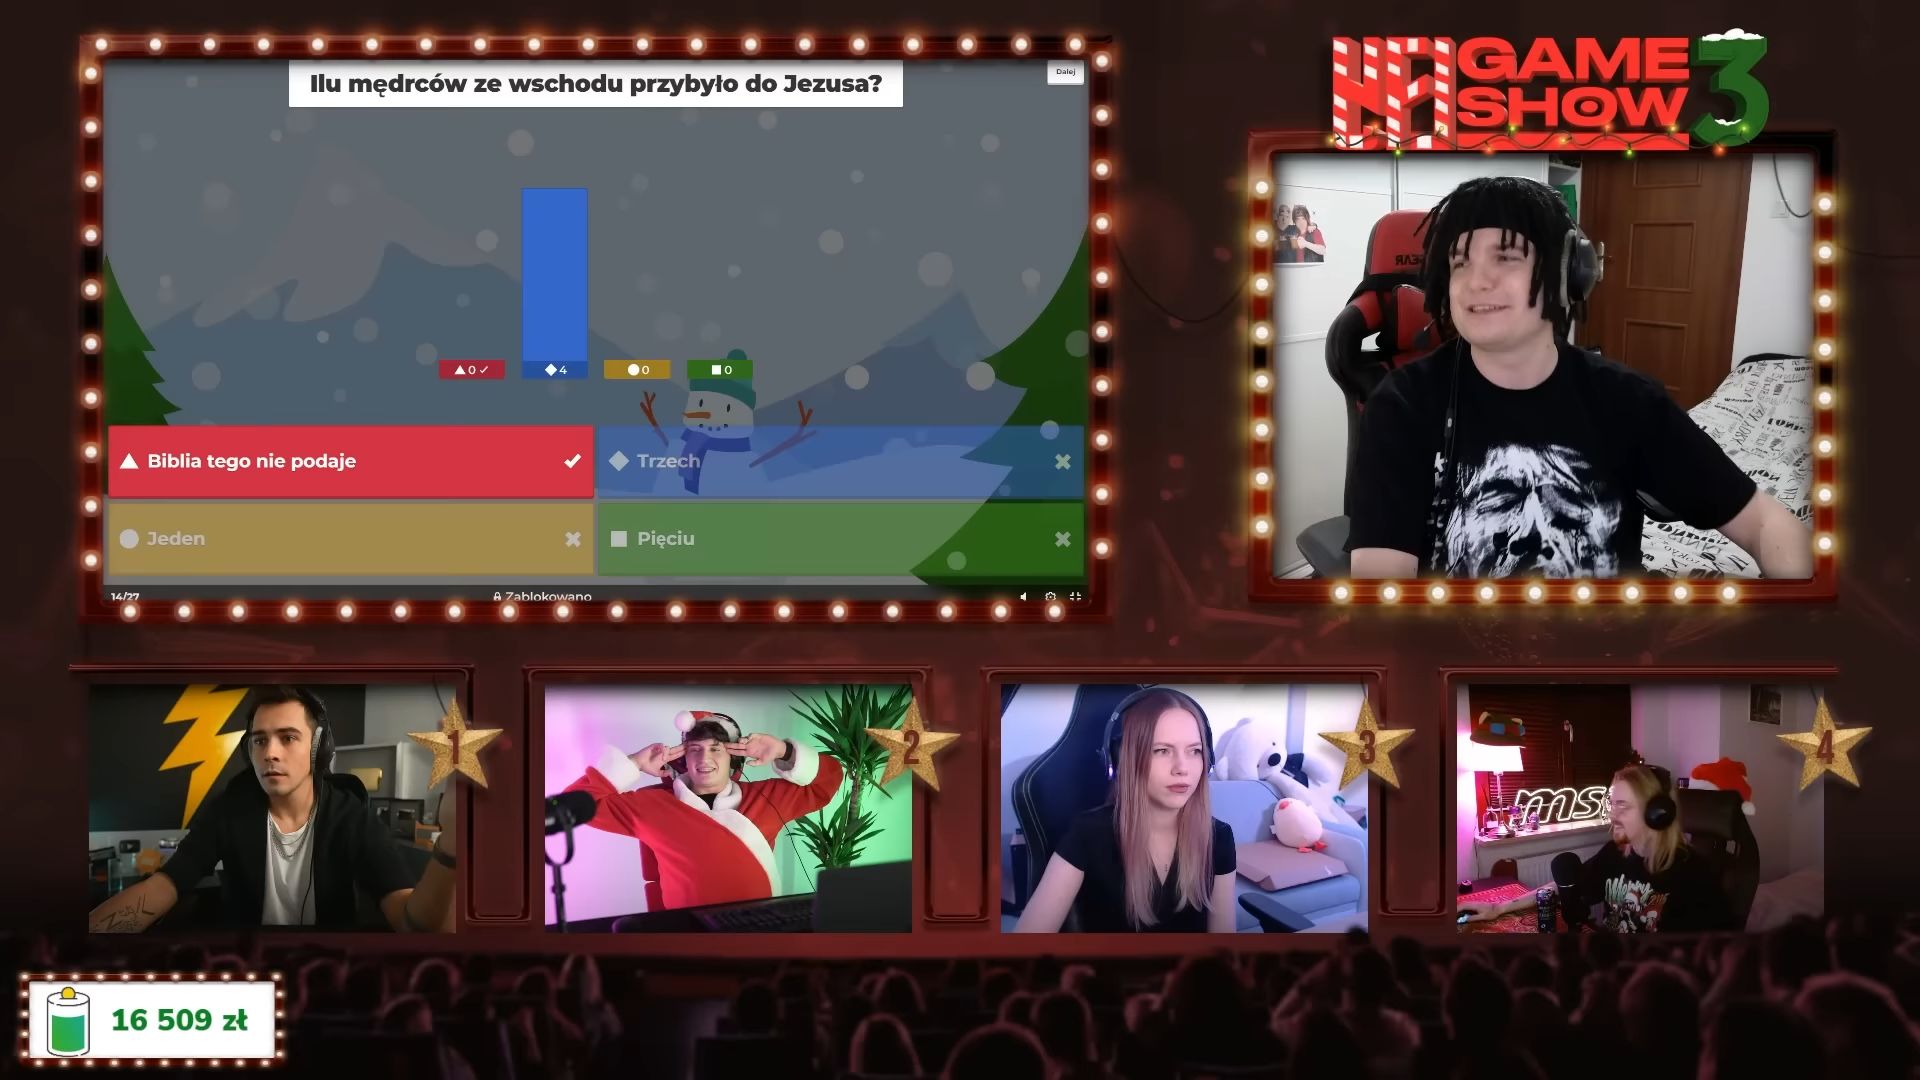 Ilu mędrców ze wschodu przybyło do Jezusa?
Dalej
0
4
0
0
Biblia tego nie podaje
Trzech
Jeden
Pięciu
14/27
Zablokowano
GAME
SHOW
3
1
2
3
4
16 509 zł